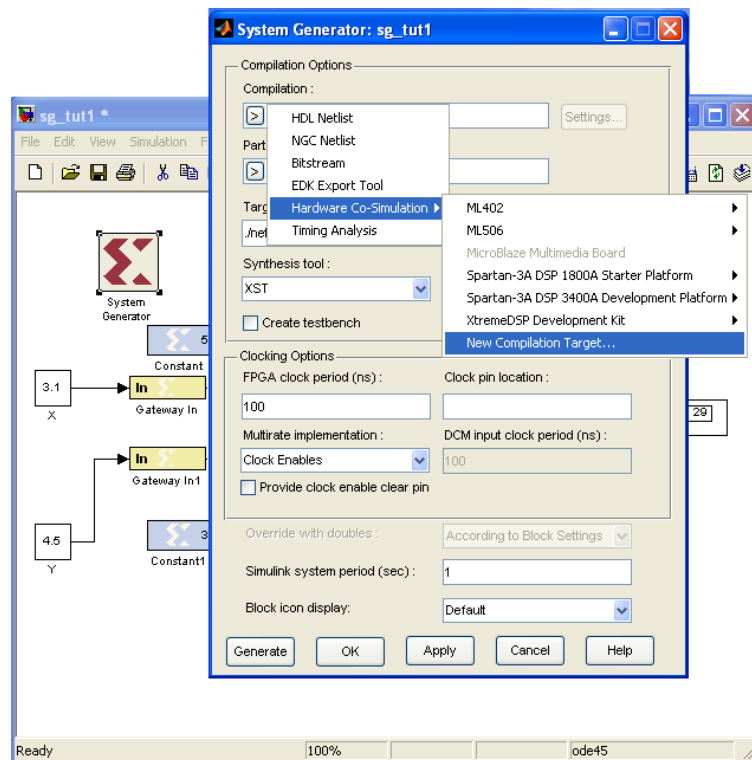 System Generator: sg_tut1
Compilation Options
Compilation :
>
Settings...
HDL Netlist
NGC Netlist
Bitstream
EDK Export Tool
Hardware Co-Simulation
Timing Analysis
Part
>
Targ
./net
ML402
ML506
MicroBlaze Multimedia Board
Spartan-3A DSP 1800A Starter Platform
Spartan-3A DSP 3400A Development Platform
XtremeDSP Development Kit
New Compilation Target...
Synthesis tool :
XST
Create testbench
Clocking Options
FPGA clock period (ns) :
Clock pin location :
100
Multirate implementation :
DCM input clock period (ns) :
Clock Enables
100
Provide clock enable clear pin
Override with doubles :
According to Block Settings
Simulink system period (sec) :
1
Block icon display:
Default
Generate
OK
Apply
Cancel
Help
sg_tut1 *
File Edit View Simulation F
System
Generator
5
Constant
3.1
X
In
Gateway In
In
Gateway In1
4.5
Y
3
Constant1
29
Ready
100%
ode45